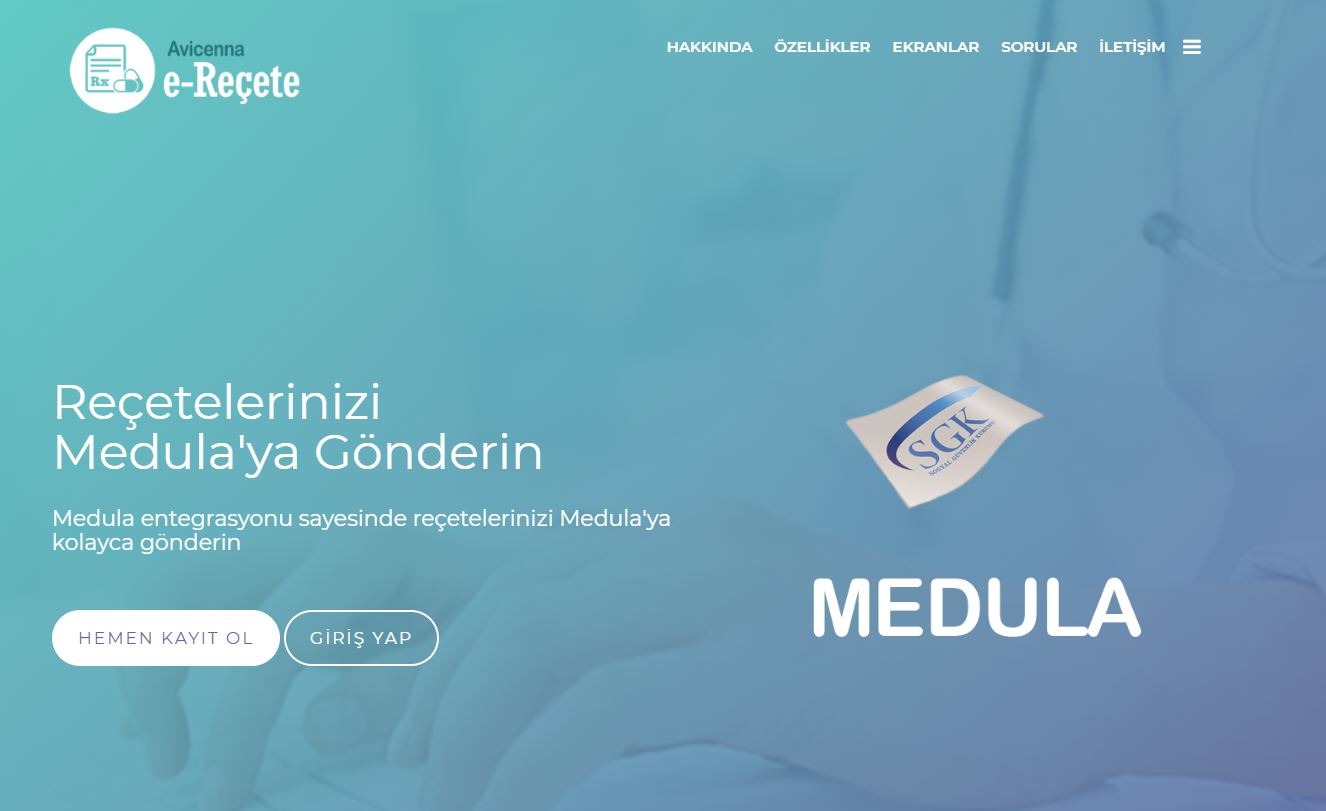 Avicenna
Rx
e-Reçete
HAKKINDA ÖZELLİKLER EKRANLAR SORULAR İLETİŞİM
Reçetelerinizi
Medula'ya Gönderin
Medula entegrasyonu sayesinde reçetelerinizi Medula'ya
kolayca gönderin
HEMEN KAYIT OL GİRİŞ YAP
SGK
SOSYAL GÜVENLİK KURUMU
MEDULA